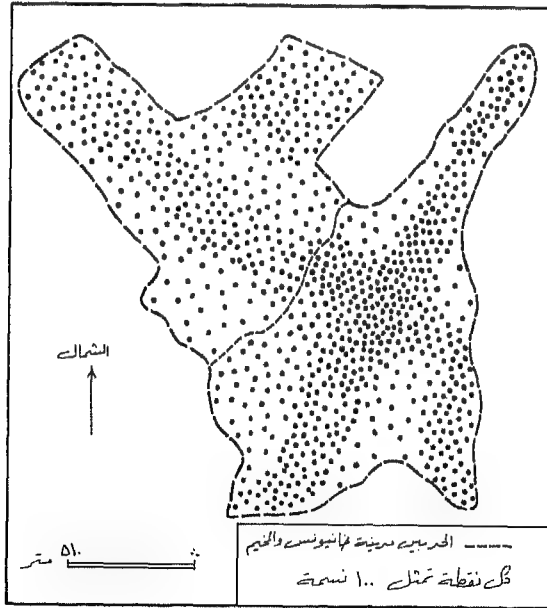 الشمال
٥١٠ متر
---- الحد بين مدينة خانيونس والمخيم
كل نقطة تمثل ١٠٠ نسمة